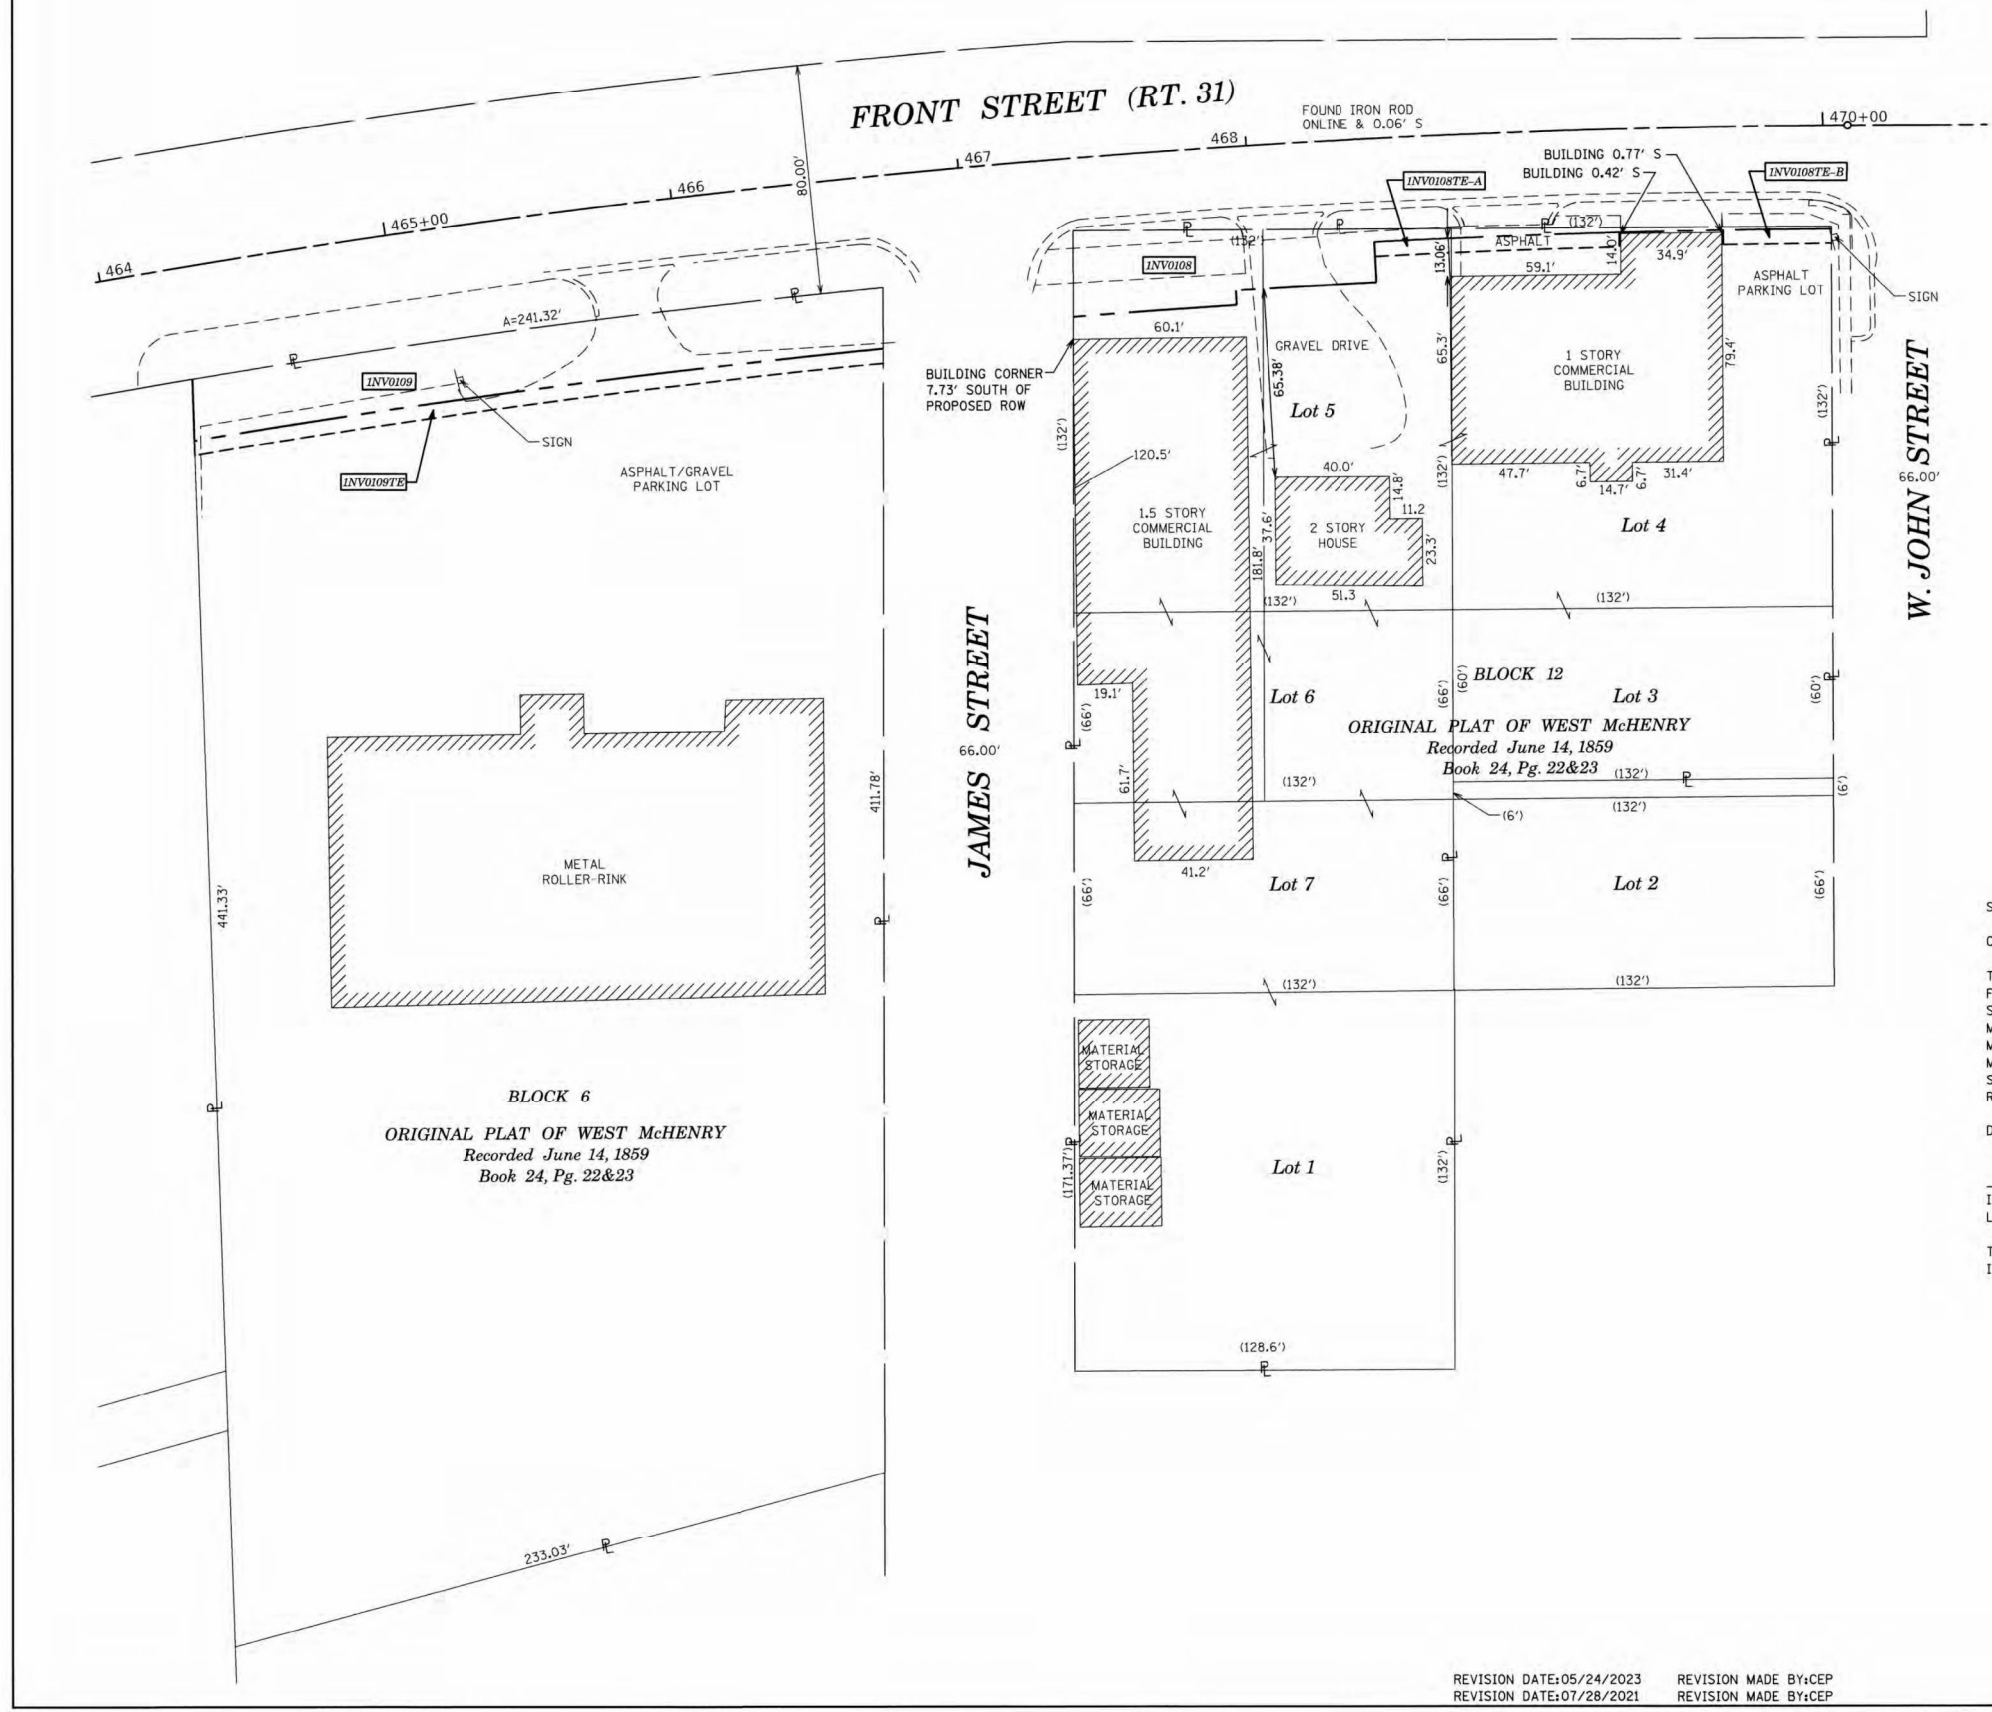 FRONT STREET (RT. 31)
FOUND IRON ROD
ONLINE & 0.06' S
464
465+00
466
467
468
470+00
80.00'
BUILDING 0.77' S
BUILDING 0.42' S
1NV0108TE-A
1NV0108TE-B
1NV0108
(132')
(132')
ASPHALT
13.06'
14.0'
59.1'
34.9'
ASPHALT
PARKING LOT
SIGN
A=241.32'
1NV0109
SIGN
1NV0109TE
ASPHALT/GRAVEL
PARKING LOT
BUILDING CORNER
7.73' SOUTH OF
PROPOSED ROW
60.1'
GRAVEL DRIVE
65.38'
65.3'
Lot 5
1 STORY
COMMERCIAL
BUILDING
79.4'
(132')
(132')
(132')
120.5'
1.5 STORY
COMMERCIAL
BUILDING
40.0'
14.8'
11.2
2 STORY
HOUSE
37.6'
181.8'
23.3'
51.3
47.7'
6.7'
14.7'
6.7'
31.4'
Lot 4
W. JOHN STREET
66.00'
(132')
(132')
JAMES STREET
66.00'
19.1'
(66')
61.7'
Lot 6
(66')
(60')
BLOCK 12
Lot 3
(60')
ORIGINAL PLAT OF WEST McHENRY
Recorded June 14, 1859
Book 24, Pg. 22&23
(132')
(132')
(132')
(6')
(6')
41.2'
(66')
Lot 7
(66')
Lot 2
(66')
(132')
(132')
441.33'
411.78'
METAL
ROLLER-RINK
BLOCK 6
ORIGINAL PLAT OF WEST McHENRY
Recorded June 14, 1859
Book 24, Pg. 22&23
MATERIAL
STORAGE
MATERIAL
STORAGE
MATERIAL
STORAGE
(171.37')
Lot 1
(132')
(128.6')
233.03'
REVISION DATE:05/24/2023 REVISION MADE BY:CEP
REVISION DATE:07/28/2021 REVISION MADE BY:CEP